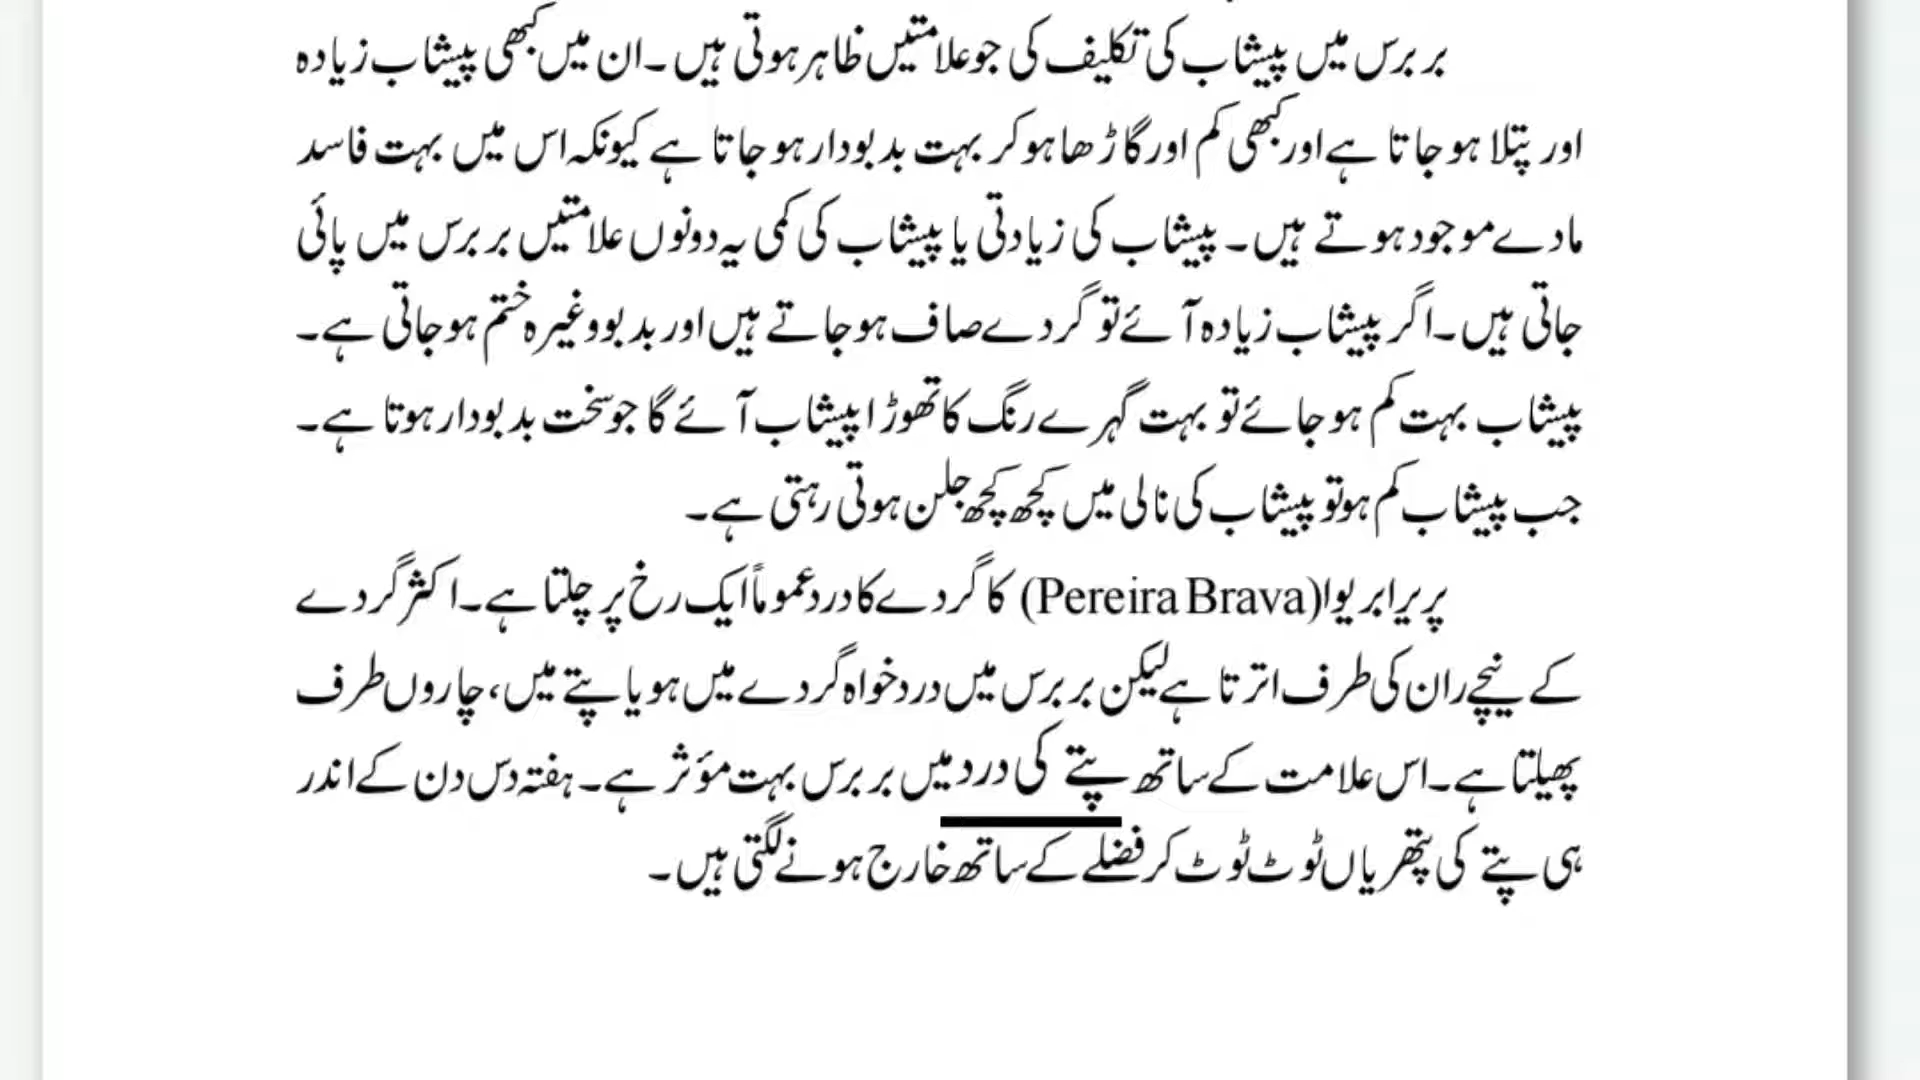 بربرس میں پیشاب کی تکلیف کی جو علامتیں ظاہر ہوتی ہیں۔ ان میں کبھی پیشاب زیادہ
اور پتلا ہو جاتا ہے اور کبھی کم اور گاڑھا ہو کر بہت بدبودار ہو جاتا ہے کیونکہ اس میں بہت فاسد
مادے موجود ہوتے ہیں۔ پیشاب کی زیادتی یا پیشاب کی کمی یہ دونوں علامتیں بربرس میں پائی
جاتی ہیں۔ اگر پیشاب زیادہ آئے تو گردے صاف ہو جاتے ہیں اور بدبو وغیرہ ختم ہو جاتی ہے۔
پیشاب بہت کم ہو جائے تو بہت گہرے رنگ کا تھوڑا پیشاب آئے گا جو سخت بدبودار ہوتا ہے۔
جب پیشاب کم ہو تو پیشاب کی نالی میں کچھ کچھ جلن ہوتی رہتی ہے۔
پریرا بریوا (Pereira Brava) کا گردے کا درد عموماً ایک رخ پر چلتا ہے۔ اکثر گردے
کے نیچے ران کی طرف اترتا ہے لیکن بربرس میں درد خواہ گردے میں ہو یا پتے میں، چاروں طرف
پھیلتا ہے۔ اس علامت کے ساتھ پتے کی درد میں بربرس بہت مؤثر ہے۔ ہفتہ دس دن کے اندر
ہی پتے کی پتھریاں ٹوٹ ٹوٹ کر فضلے کے ساتھ خارج ہونے لگتی ہیں۔